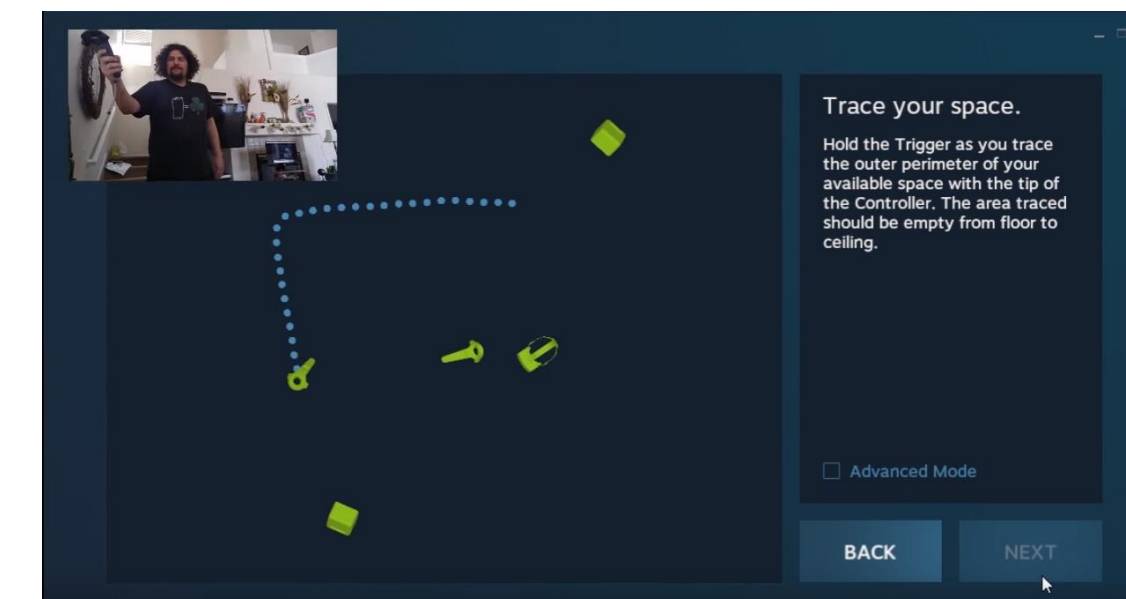 Trace your space.
Hold the Trigger as you trace
the outer perimeter of your
available space with the tip of
the Controller. The area traced
should be empty from floor to
ceiling.
Advanced Mode
BACK
NEXT